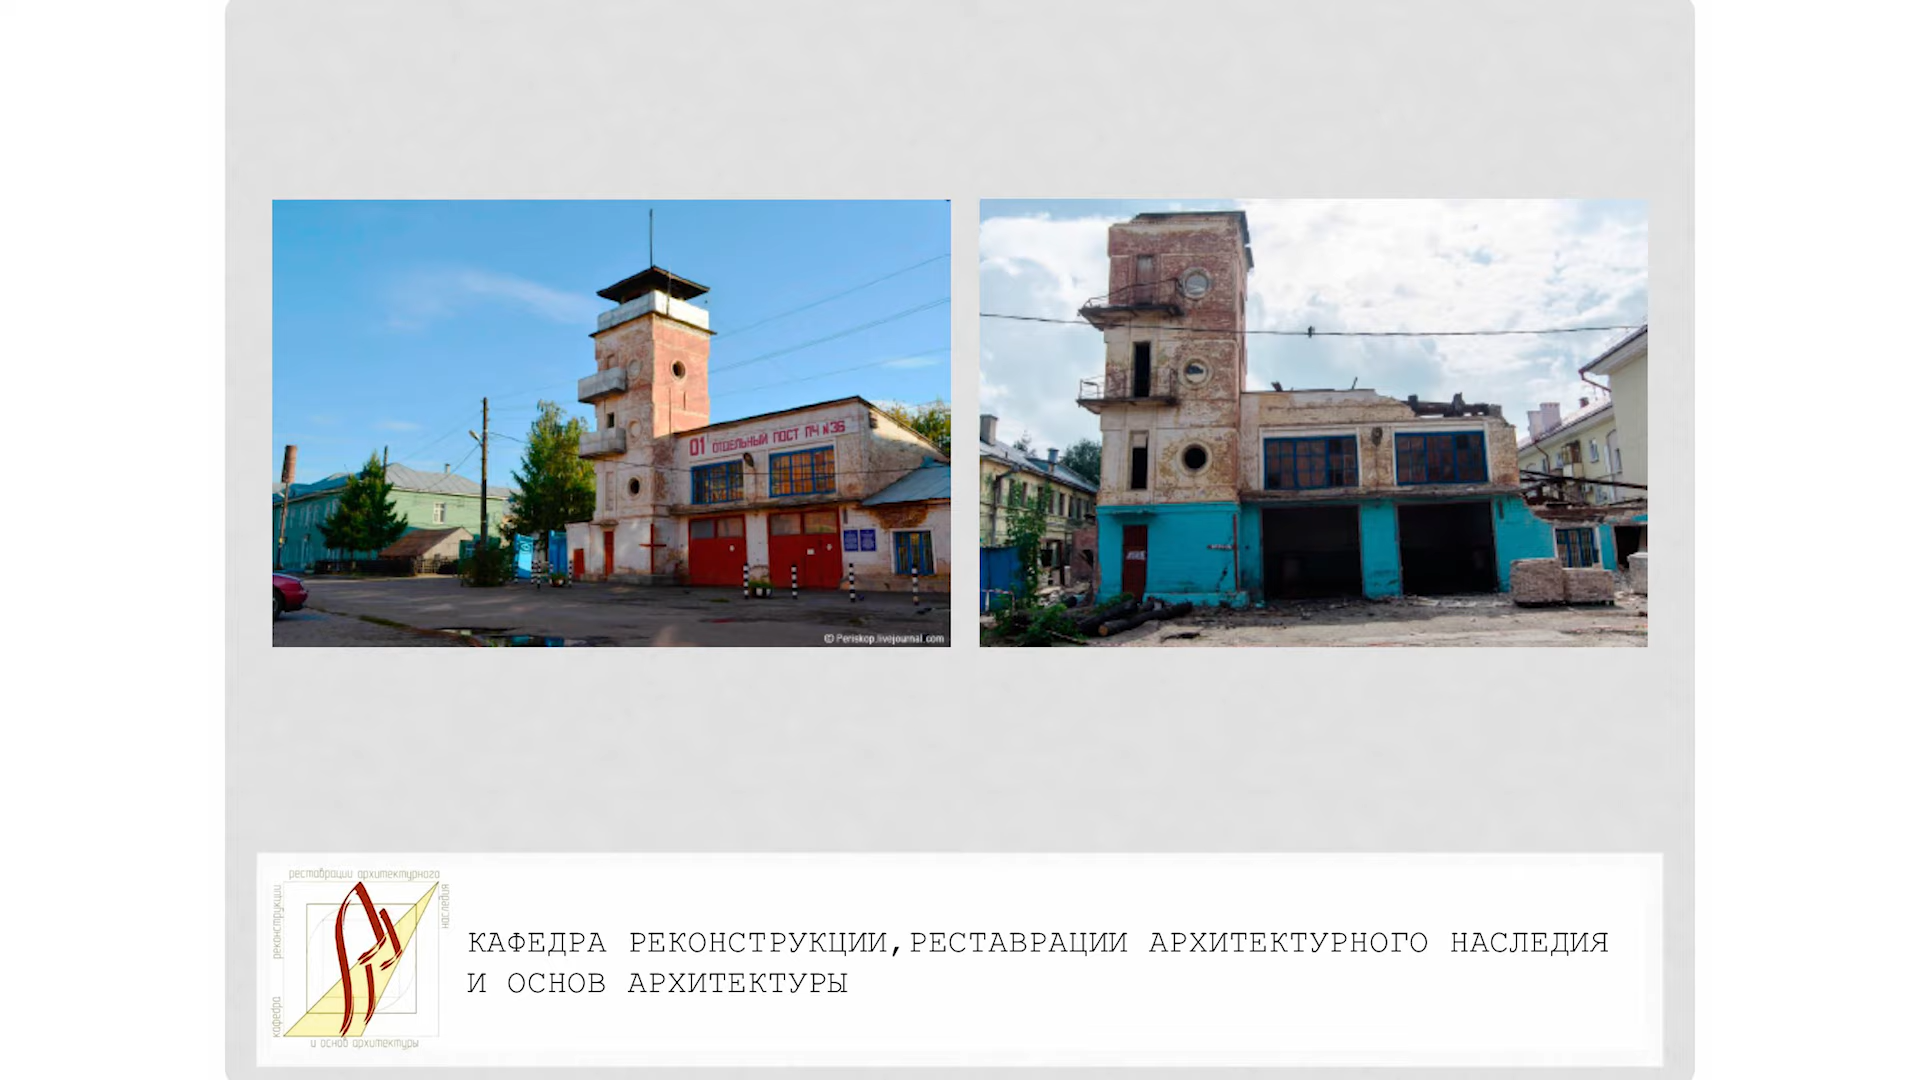 01 ОТДЕЛЬНЫЙ ПОСТ ПЧ №36
© Periskop.livejournal.com
реставрации архитектурного
реконструкции
наследия
кафедра
и основ архитектуры
КАФЕДРА РЕКОНСТРУКЦИИ,РЕСТАВРАЦИИ АРХИТЕКТУРНОГО НАСЛЕДИЯ
И ОСНОВ АРХИТЕКТУРЫ